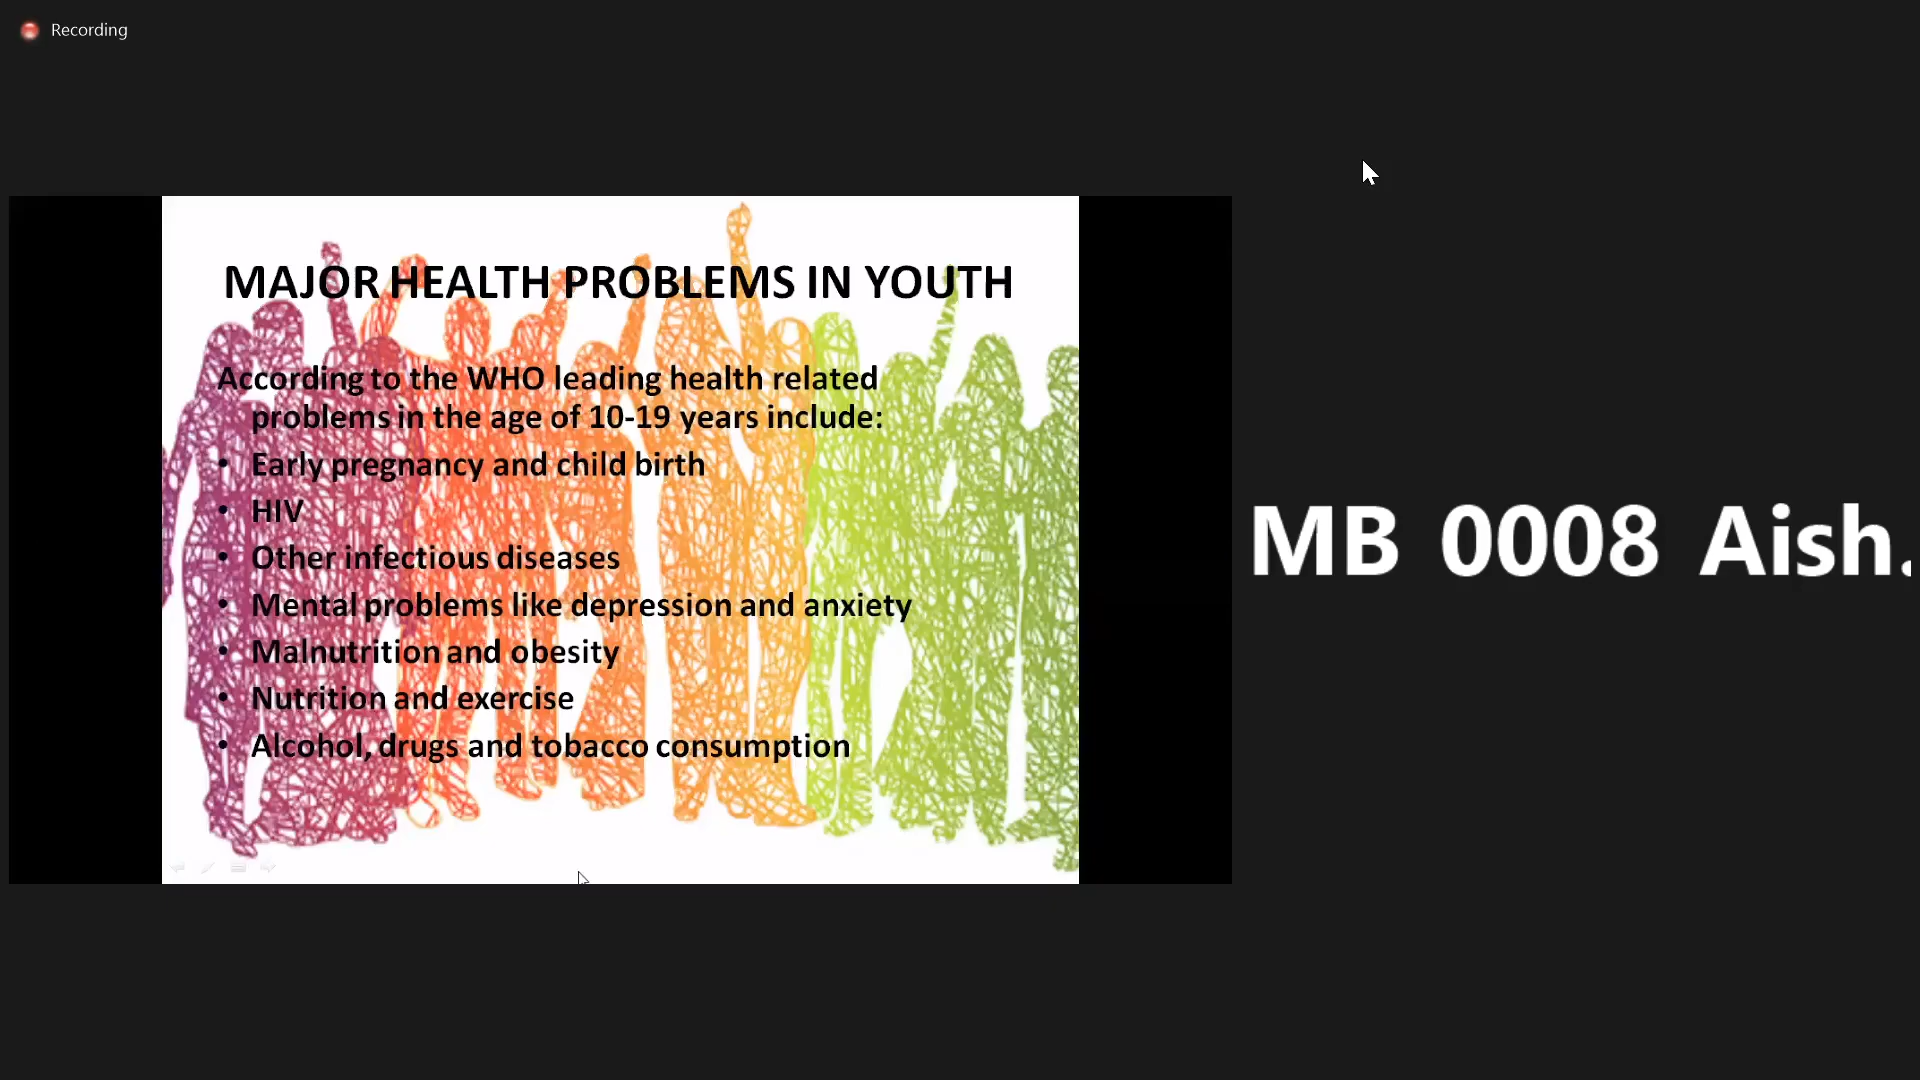 Recording
MAJOR HEALTH PROBLEMS IN YOUTH
According to the WHO leading health related
problems in the age of 10-19 years include:
• Early pregnancy and child birth
• HIV
• Other infectious diseases
• Mental problems like depression and anxiety
• Malnutrition and obesity
• Nutrition and exercise
• Alcohol, drugs and tobacco consumption
MB 0008 Aish.